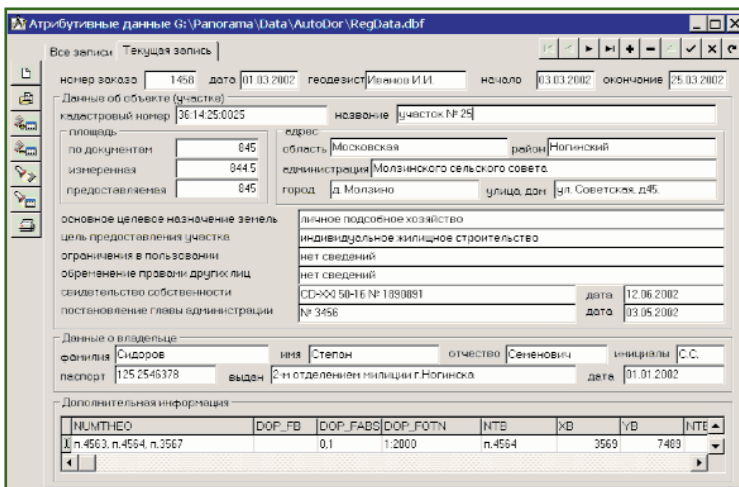 Атрибутивные данные G:\Panorama\Data\AutoDor\RegData.dbf
Все записи Текущая запись
номер заказа 1458 дата 01.03.2002 геодезист Иванов И.И. начало 03.03.2002 окончание 25.03.2002
Данные об объекте (участке)
кадастровый номер 36:14:25:0025 название участок № 25
площадь адрес
по документам 845 область Московская район Ногинский
измеренная 844.5 администрация Молзинского сельского совета
предоставляемая 845 город д. Молзино улица, дом ул. Советская, д45.
основное целевое назначение земель личное подсобное хозяйство
цель предоставления участка индивидуальное жилищное строительство
ограничения в пользовании нет сведений
обременение правами других лиц нет сведений
свидетельство собственности CD-XXI 50-16 № 1890891 дата 12.06.2002
постановление главы администрации № 3456 дата 03.05.2002
Данные о владельце
фамилия Сидоров имя Степан отчество Семенович инициалы С.С.
паспорт 125 2546378 выдан 2-м отделением милиции г.Ногинска дата 01.01.2002
Дополнительная информация
NUMTHEO DOP_FB DOP_FABS DOP_FOTN NTB XB YB NTE
п.4563, п.4564, п.3567 0,1 1:2000 п.4564 3569 7489